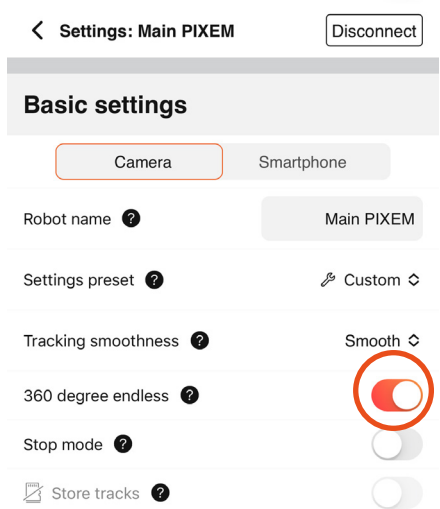 Settings: Main PIXEM
Disconnect
Basic settings
Camera
Smartphone
Robot name ?
Main PIXEM
Settings preset ?
Custom
Tracking smoothness ?
Smooth
360 degree endless ?
Stop mode ?
Store tracks ?